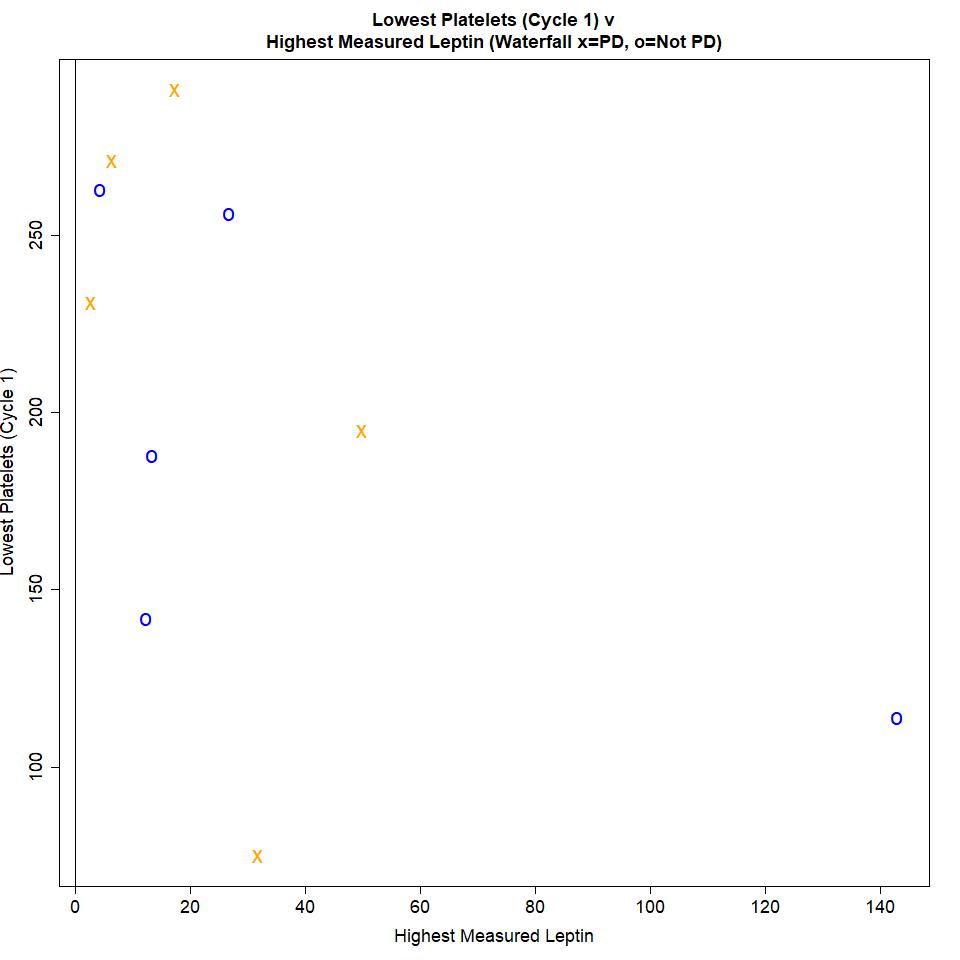 Lowest Platelets (Cycle 1) v
Highest Measured Leptin (Waterfall x=PD, o=Not PD)
Lowest Platelets (Cycle 1)
250
200
150
100
x
x
o
o
x
x
o
o
o
x
0 20 40 60 80 100 120 140
Highest Measured Leptin